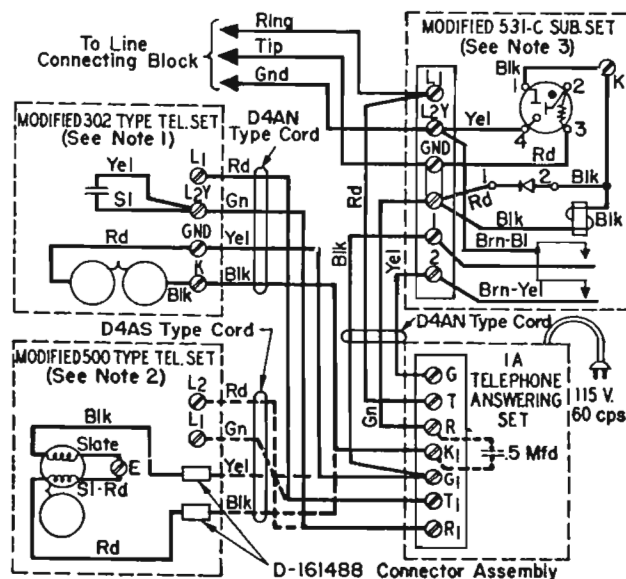 Ring
To Line
Connecting Block
Tip
Gnd
MODIFIED 531-C SUB. SET
(See Note 3)
Blk
K
1
1
2
L1
L2Y
Yel
4
3
GND
Rd
1
2
Blk
Rd
Blk
Blk
1
Brn-Bl
2
Brn-Yel
MODIFIED 302 TYPE TEL. SET
(See Note 1)
D4AN
Type Cord
Yel
L1
Rd
Sl
L2Y
Gn
GND
Yel
Rd
K
Blk
Blk
Rd
Blk
Yel
Gn
D4AS Type Cord
D4AN Type Cord
MODIFIED 500 TYPE TEL. SET
(See Note 2)
L2
Rd
Blk
L1
Gn
Slate
E
Yel
Sl-Rd
Blk
Rd
D-161488 Connector Assembly
1A
TELEPHONE
ANSWERING
SET
115 V.
60 cps
G
T
R
K1
.5 Mfd
G1
T1
R1